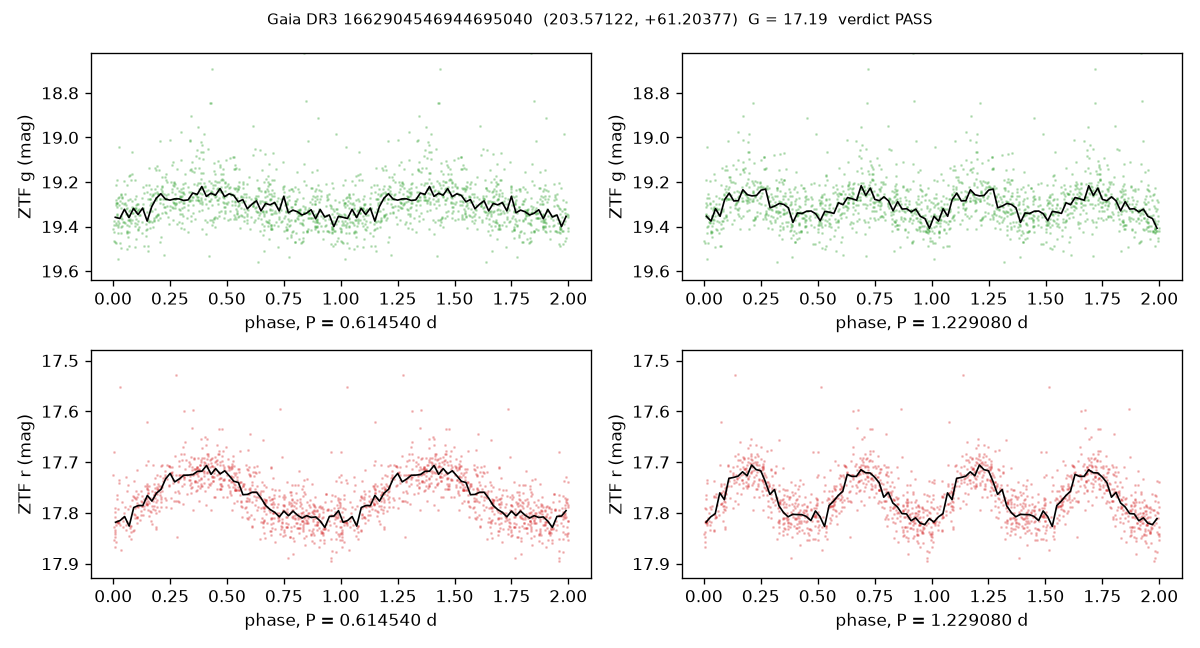 Gaia DR3 1662904546944695040 (203.57122, +61.20377) G = 17.19 verdict PASS
ZTF g (mag)
18.8
19.0
19.2
19.4
19.6
0.00 0.25 0.50 0.75 1.00 1.25 1.50 1.75 2.00
phase, P = 0.614540 d
ZTF g (mag)
18.8
19.0
19.2
19.4
19.6
0.00 0.25 0.50 0.75 1.00 1.25 1.50 1.75 2.00
phase, P = 1.229080 d
ZTF r (mag)
17.5
17.6
17.7
17.8
17.9
0.00 0.25 0.50 0.75 1.00 1.25 1.50 1.75 2.00
phase, P = 0.614540 d
ZTF r (mag)
17.5
17.6
17.7
17.8
17.9
0.00 0.25 0.50 0.75 1.00 1.25 1.50 1.75 2.00
phase, P = 1.229080 d